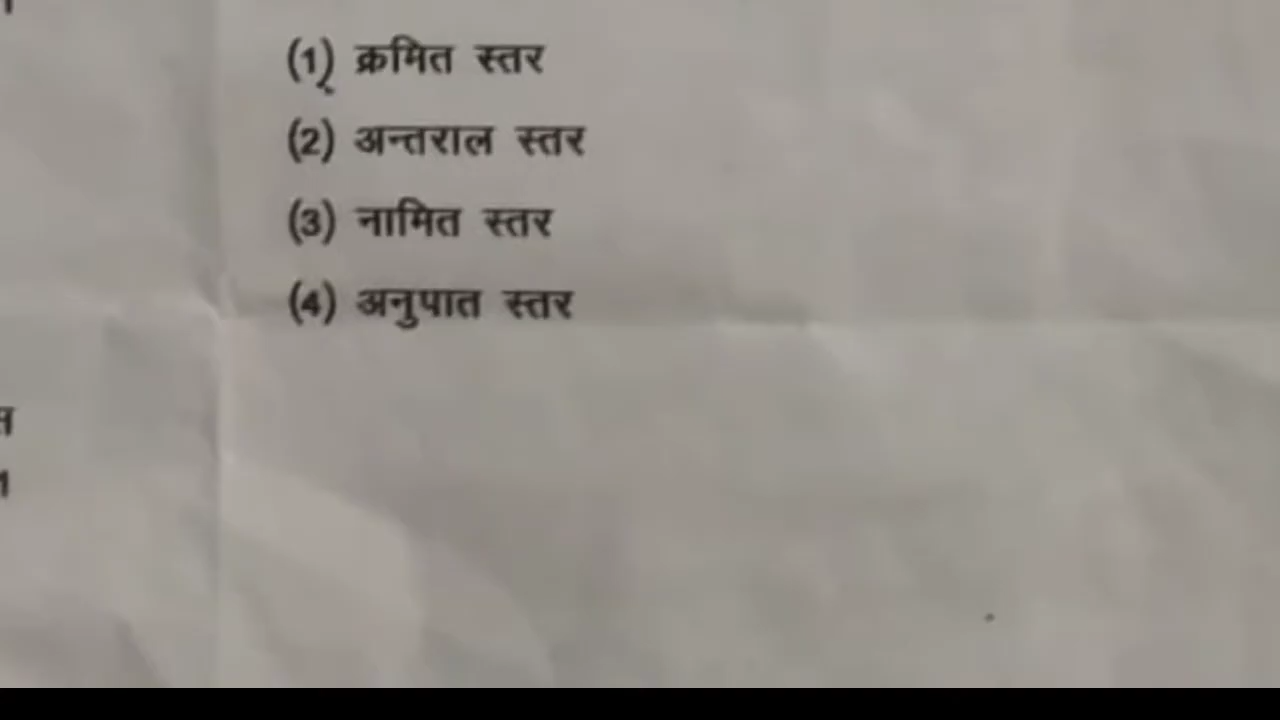 (1) क्रमित स्तर
(2) अन्तराल स्तर
(3) नामित स्तर
(4) अनुपात स्तर